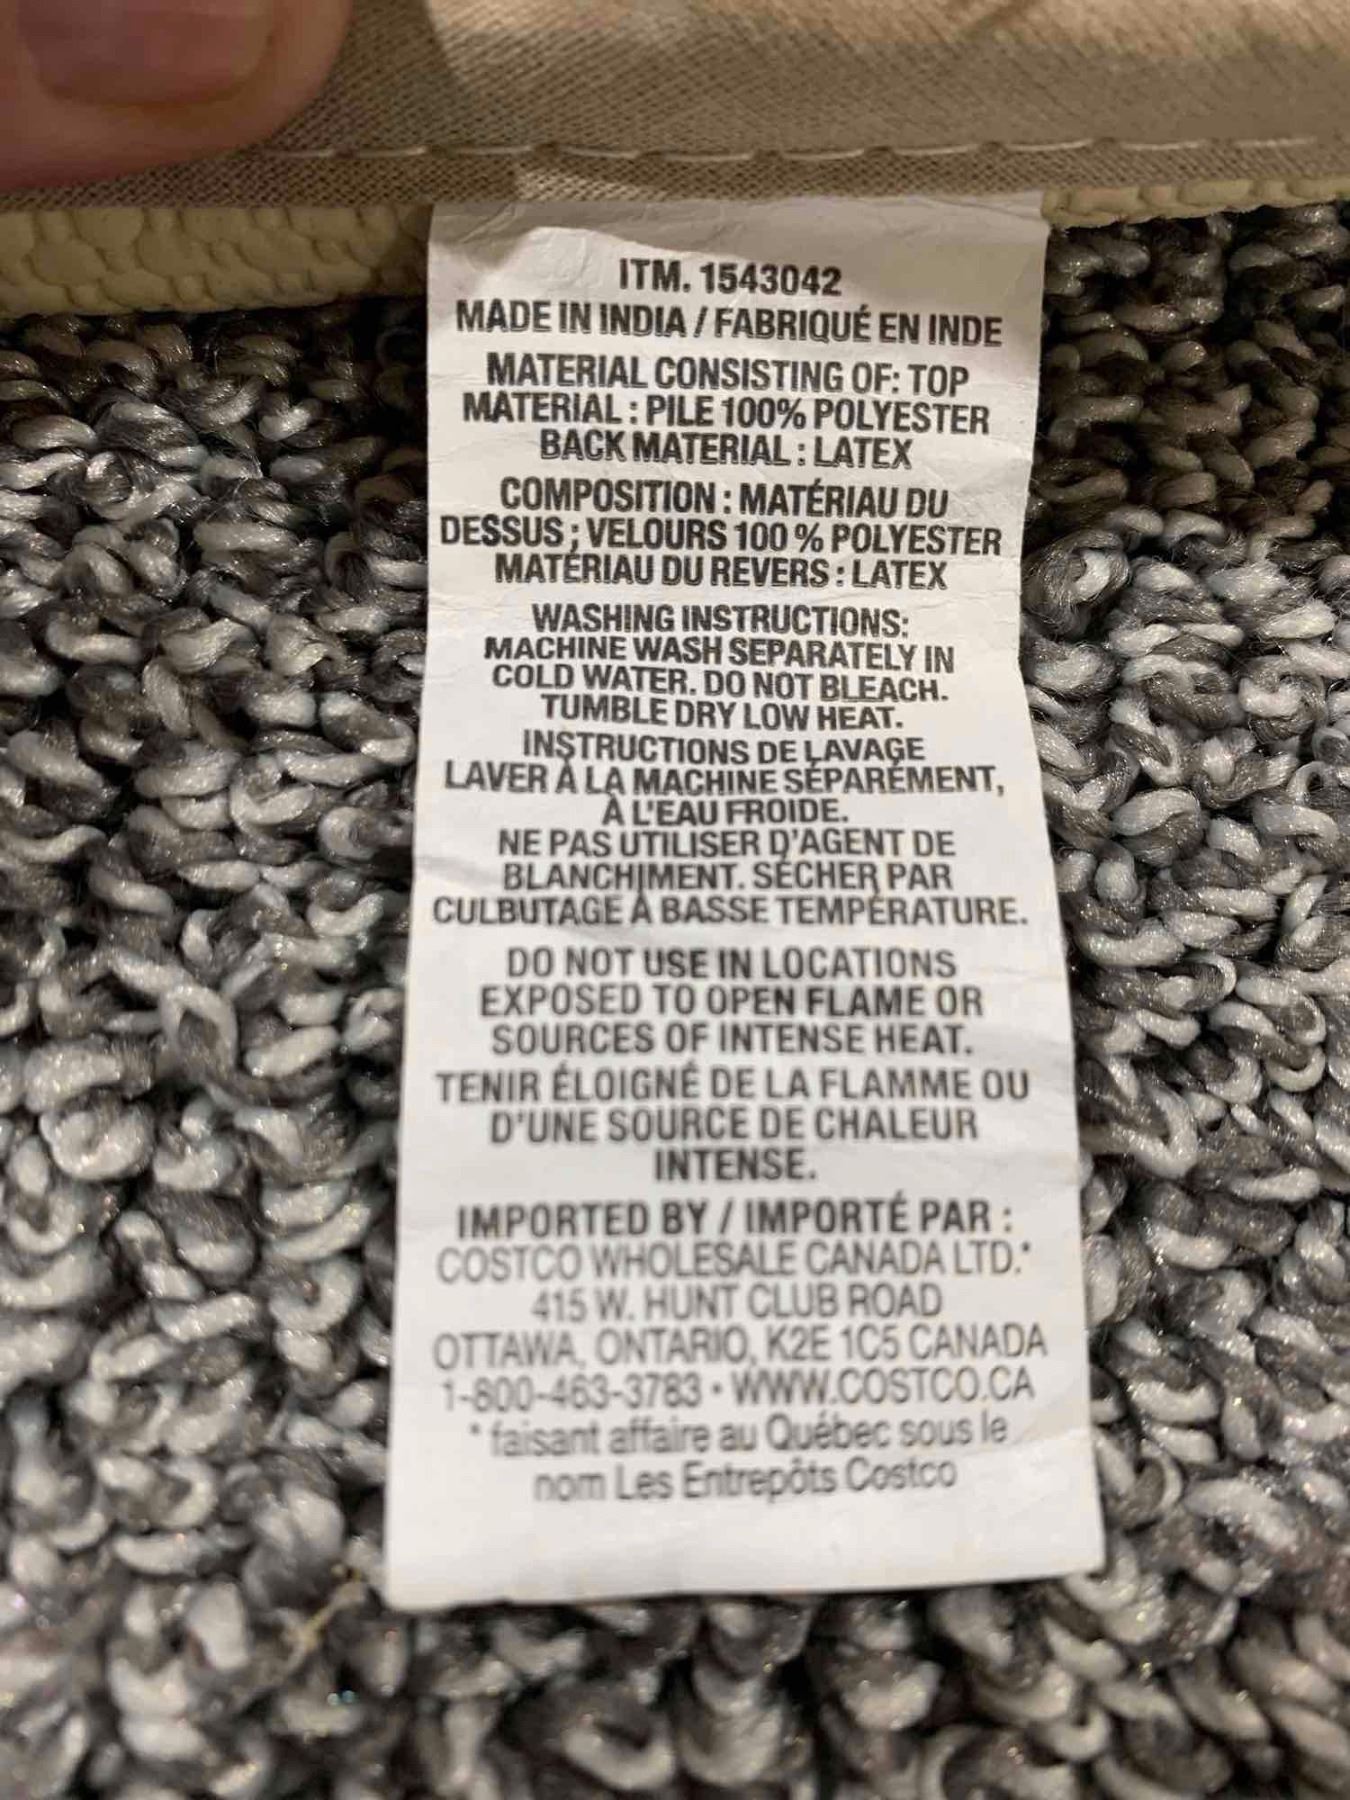 ITM. 1543042
MADE IN INDIA / FABRIQUÉ EN INDE
MATERIAL CONSISTING OF: TOP
MATERIAL : PILE 100% POLYESTER
BACK MATERIAL : LATEX
COMPOSITION : MATÉRIAU DU
DESSUS ; VELOURS 100 % POLYESTER
MATÉRIAU DU REVERS : LATEX
WASHING INSTRUCTIONS:
MACHINE WASH SEPARATELY IN
COLD WATER. DO NOT BLEACH.
TUMBLE DRY LOW HEAT.
INSTRUCTIONS DE LAVAGE
LAVER À LA MACHINE SÉPARÉMENT,
À L'EAU FROIDE.
NE PAS UTILISER D'AGENT DE
BLANCHIMENT. SÉCHER PAR
CULBUTAGE À BASSE TEMPÉRATURE.
DO NOT USE IN LOCATIONS
EXPOSED TO OPEN FLAME OR
SOURCES OF INTENSE HEAT.
TENIR ÉLOIGNÉ DE LA FLAMME OU
D'UNE SOURCE DE CHALEUR
INTENSE.
IMPORTED BY / IMPORTÉ PAR :
COSTCO WHOLESALE CANADA LTD.*
415 W. HUNT CLUB ROAD
OTTAWA, ONTARIO, K2E 1C5 CANADA
1-800-463-3783 • WWW.COSTCO.CA
* faisant affaire au Québec sous le
nom Les Entrepôts Costco